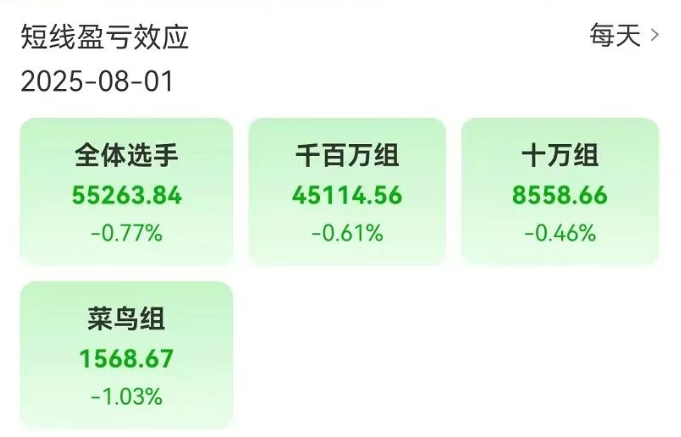 短线盈亏效应
每天 >
2025-08-01
全体选手
55263.84
-0.77%
千百万组
45114.56
-0.61%
十万组
8558.66
-0.46%
菜鸟组
1568.67
-1.03%